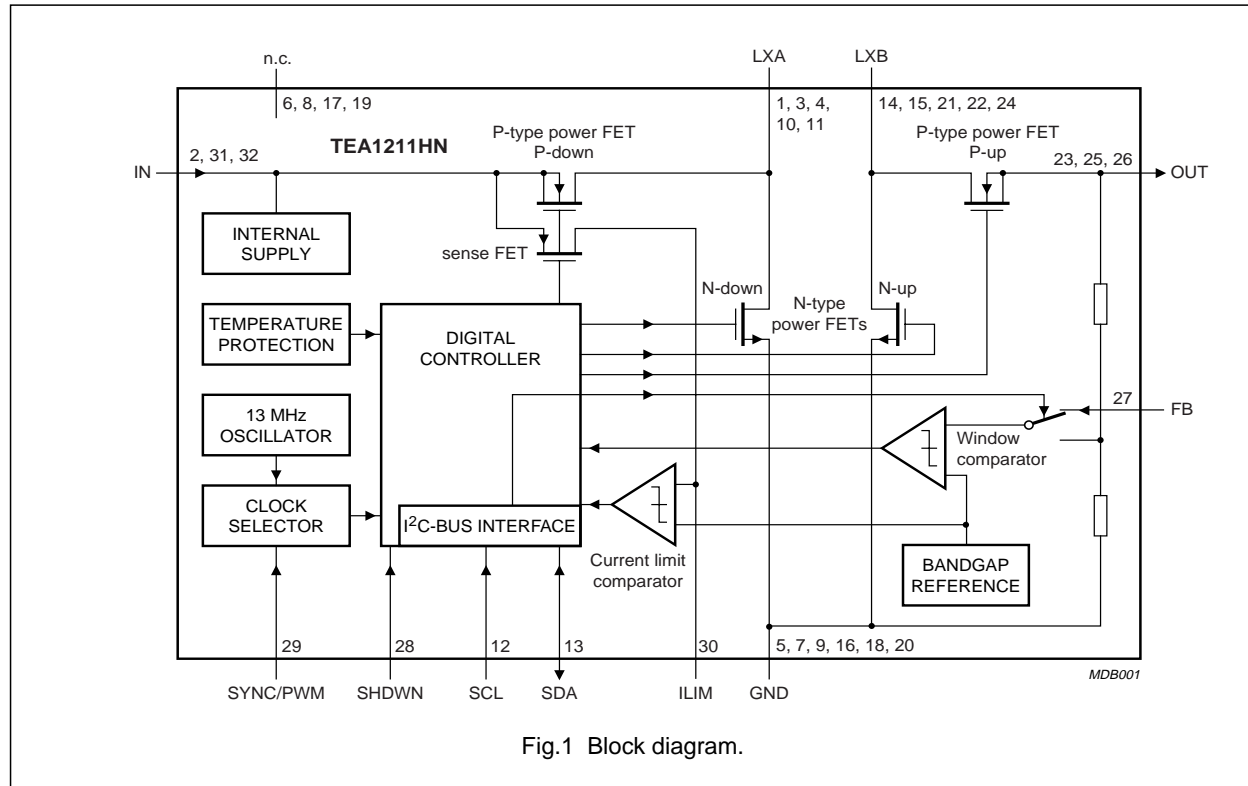 n.c.
LXA
LXB
6, 8, 17, 19
1, 3, 4,
10, 11
14, 15, 21, 22, 24
P-type power FET
P-down
P-type power FET
P-up
TEA1211HN
IN
2, 31, 32
23, 25, 26
OUT
INTERNAL
SUPPLY
sense FET
N-down
N-up
N-type
power FETs
TEMPERATURE
PROTECTION
DIGITAL
CONTROLLER
13 MHz
OSCILLATOR
27
FB
Window
comparator
CLOCK
SELECTOR
I²C-BUS INTERFACE
Current limit
comparator
BANDGAP
REFERENCE
29
28
12
13
30
5, 7, 9, 16, 18, 20
SYNC/PWM
SHDWN
SCL
SDA
ILIM
GND
MDB001
Fig.1 Block diagram.